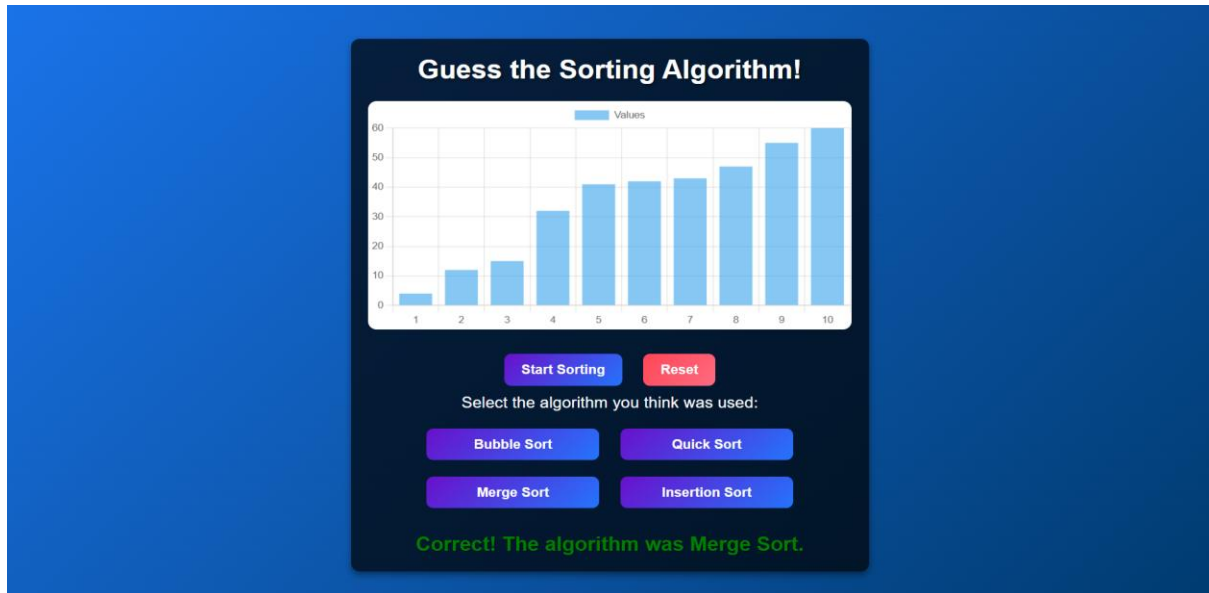 Guess the Sorting Algorithm!
Values
60
50
40
30
20
10
0
1 2 3 4 5 6 7 8 9 10
Start Sorting Reset
Select the algorithm you think was used:
Bubble Sort Quick Sort
Merge Sort Insertion Sort
Correct! The algorithm was Merge Sort.